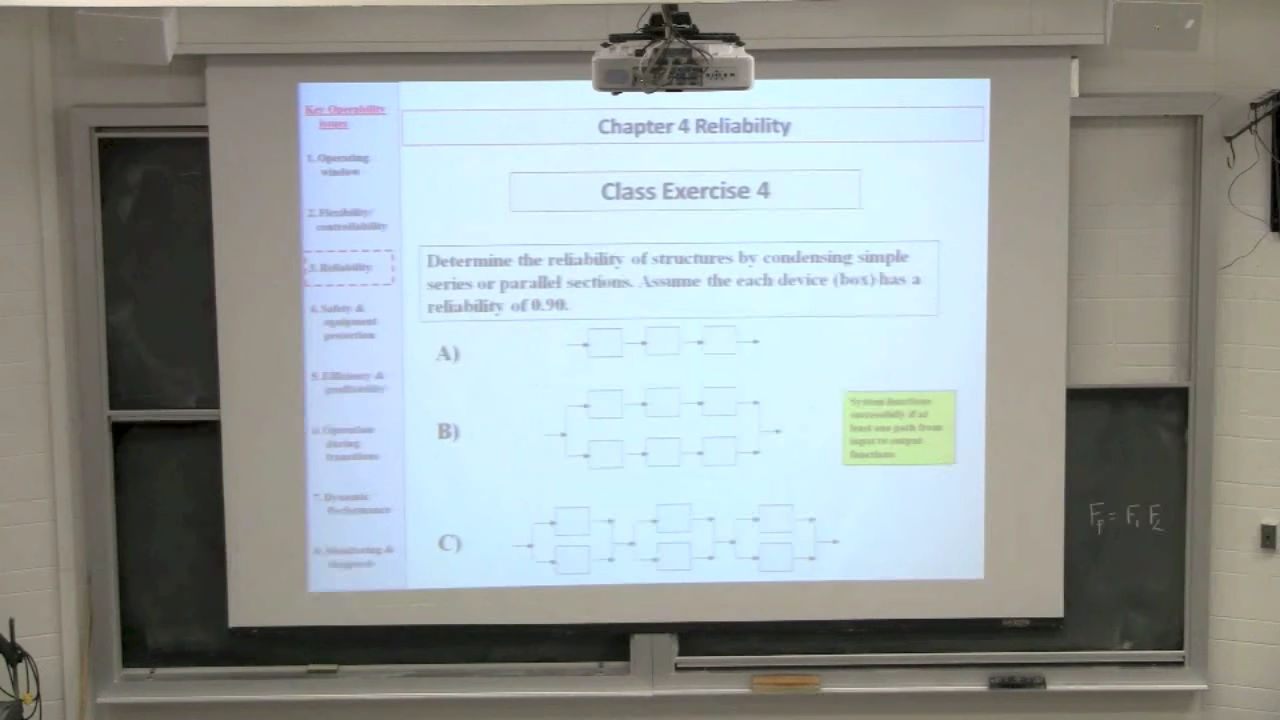 Key Operability
issues
1. Operating
window
2. Flexibility/
controllability
3. Reliability
4. Safety &
equipment
protection
5. Efficiency &
profitability
6. Operation
during
transitions
7. Dynamic
Performance
8. Monitoring &
diagnosis
Chapter 4 Reliability
Class Exercise 4
Determine the reliability of structures by condensing simple
series or parallel sections. Assume the each device (box) has a
reliability of 0.90.
A)
B)
System functions
successfully if at
least one path from
input to output
functions
C)
Fp = F1 F2